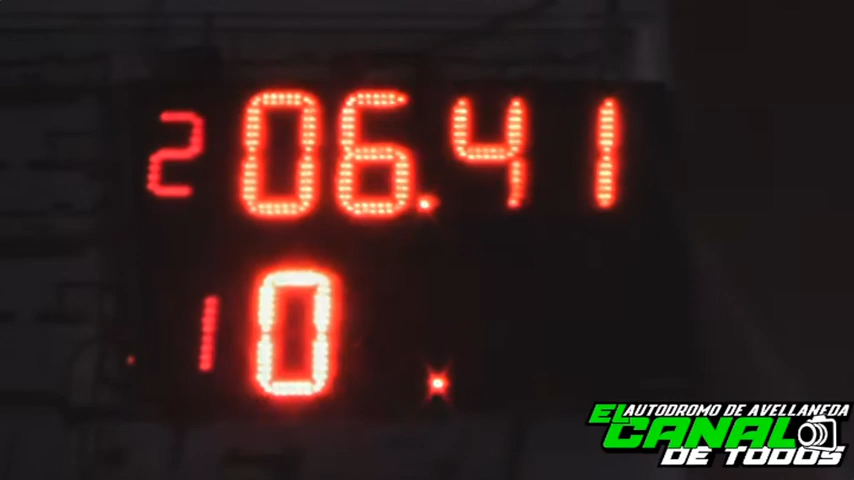 2 06.41
1 0.
EL AUTODROMO DE AVELLANEDA
CANAL
DE TODOS